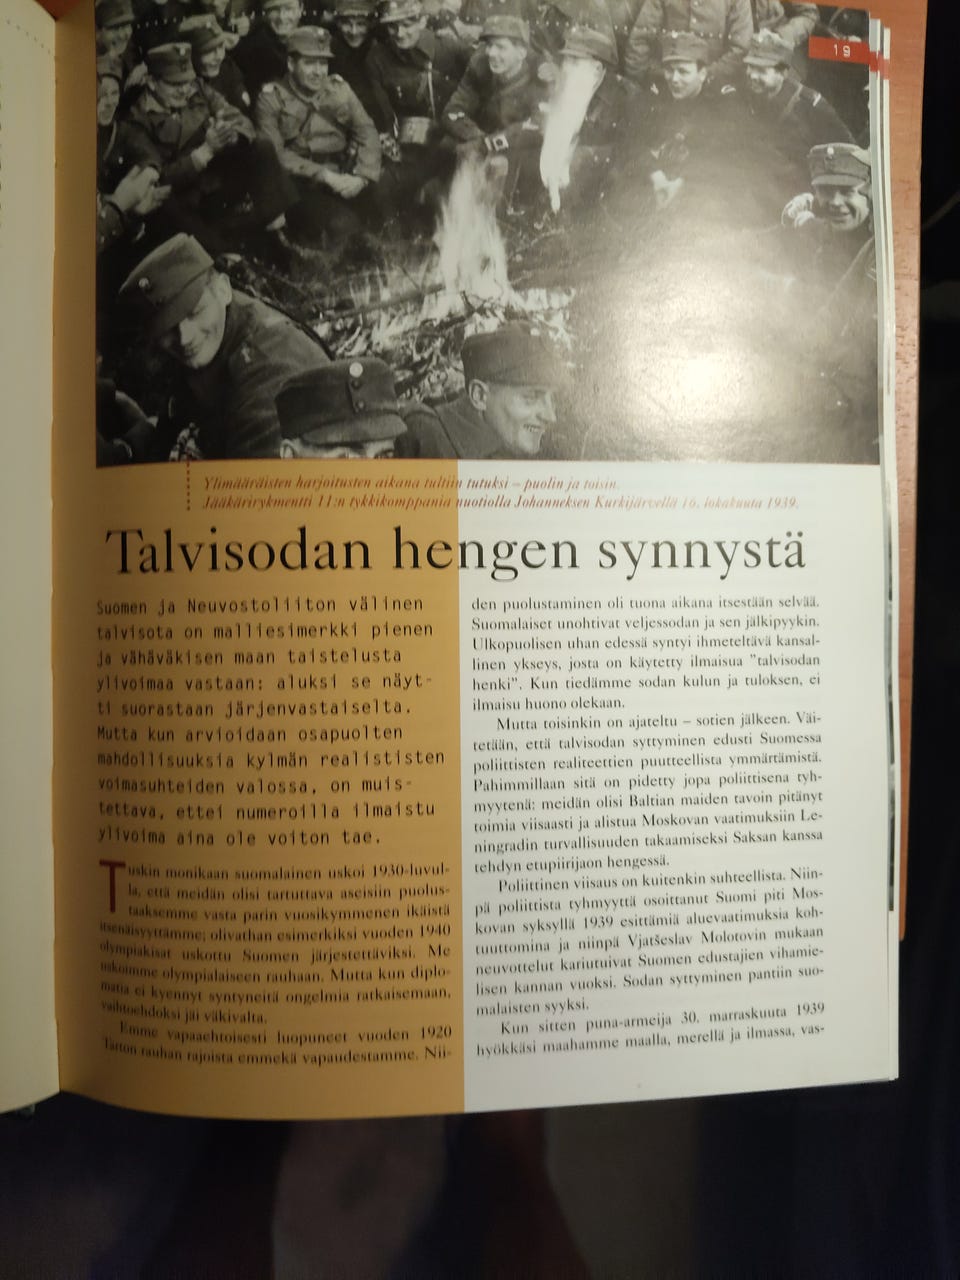 19
Ylimääräisten harjoitusten aikana tultiin tutuksi – puolin ja toisin.
Jääkärirykmentti 11:n tykkikomppania nuotiolla Johanneksen Kurkijärvellä 16. lokakuuta 1939.
Talvisodan hengen synnystä
Suomen ja Neuvostoliiton välinen
talvisota on malliesimerkki pienen
ja vähäväkisen maan taistelusta
ylivoimaa vastaan: aluksi se näyt-
ti suorastaan järjenvastaiselta.
Mutta kun arvioidaan osapuolten
mahdollisuuksia kylmän realististen
voimasuhteiden valossa, on muis-
tettava, ettei numeroilla ilmaistu
ylivoima aina ole voiton tae.
Tuskin monikaan suomalainen uskoi 1930-luvul-
la, että meidän olisi tartuttava aseisiin puolus-
taaksemme vasta parin vuosikymmenen ikäistä
itsenäisyyttämme; olivathan esimerkiksi vuoden 1940
olympiakisat uskottu Suomen järjestettäviksi. Me
uskoimme olympialaiseen rauhaan. Mutta kun diplo-
matia ei kyennyt syntyneitä ongelmia ratkaisemaan,
vaihtoehdoksi jäi väkivalta.
Emme vapaaehtoisesti luopuneet vuoden 1920
Tarton rauhan rajoista emmekä vapaudestamme. Nii-
den puolustaminen oli tuona aikana itsestään selvää.
Suomalaiset unohtivat veljessodan ja sen jälkipyykin.
Ulkopuolisen uhan edessä syntyi ihmeteltävä kansal-
linen ykseys, josta on käytetty ilmaisua "talvisodan
henki". Kun tiedämme sodan kulun ja tuloksen, ei
ilmaisu huono olekaan.
Mutta toisinkin on ajateltu – sotien jälkeen. Väi-
tetään, että talvisodan syttyminen edusti Suomessa
poliittisten realiteettien puutteellista ymmärtämistä.
Pahimmillaan sitä on pidetty jopa poliittisena tyh-
myytenä: meidän olisi Baltian maiden tavoin pitänyt
toimia viisaasti ja alistua Moskovan vaatimuksiin Le-
ningradin turvallisuuden takaamiseksi Saksan kanssa
tehdyn etupiirijaon hengessä.
Poliittinen viisaus on kuitenkin suhteellista. Niin-
pä poliittista tyhmyyttä osoittanut Suomi piti Mos-
kovan syksyllä 1939 esittämiä aluevaatimuksia koh-
tuuttomina ja niinpä Vjatšeslav Molotovin mukaan
neuvottelut kariutuivat Suomen edustajien vihamie-
lisen kannan vuoksi. Sodan syttyminen pantiin suo-
malaisten syyksi.
Kun sitten puna-armeija 30. marraskuuta 1939
hyökkäsi maahamme maalla, merellä ja ilmassa, vas-